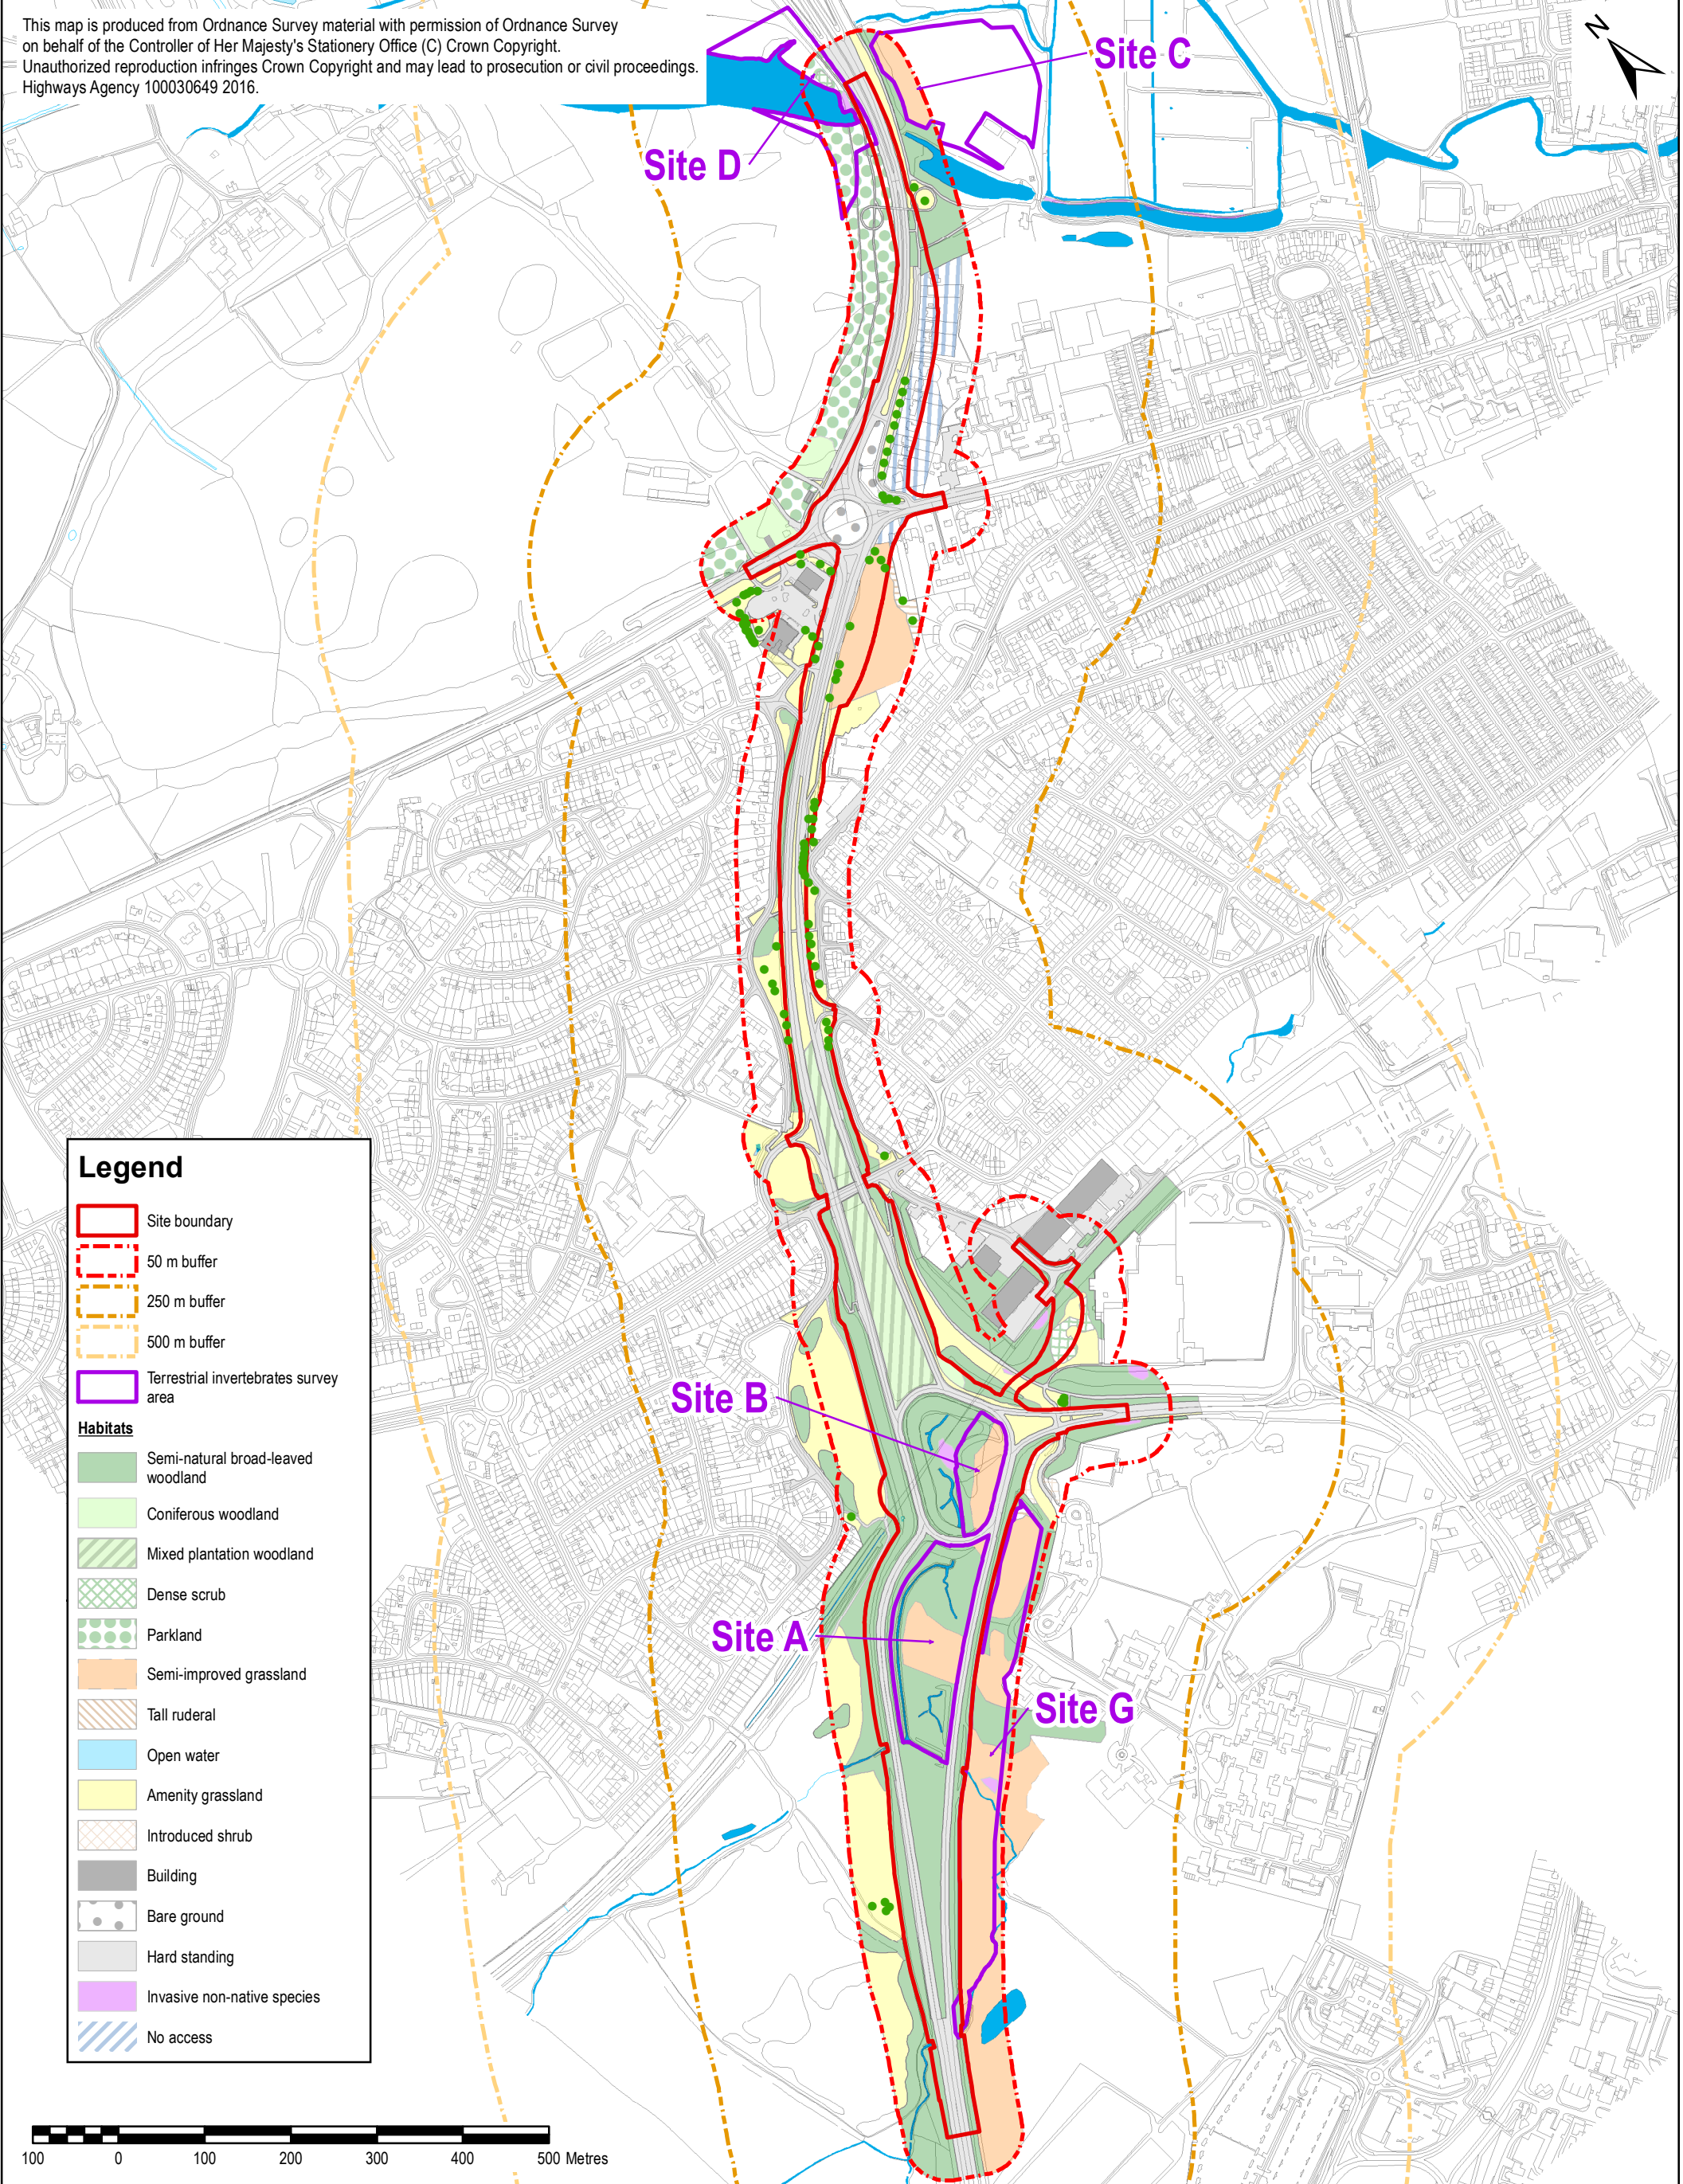 This map is produced from Ordnance Survey material with permission of Ordnance Survey
on behalf of the Controller of Her Majesty's Stationery Office (C) Crown Copyright.
Unauthorized reproduction infringes Crown Copyright and may lead to prosecution or civil proceedings.
Highways Agency 100030649 2016.
N
Site C
Site D
Site B
Site A
Site G
Legend
Site boundary
50 m buffer
250 m buffer
500 m buffer
Terrestrial invertebrates survey
area
Habitats
Semi-natural broad-leaved
woodland
Coniferous woodland
Mixed plantation woodland
Dense scrub
Parkland
Semi-improved grassland
Tall ruderal
Open water
Amenity grassland
Introduced shrub
Building
Bare ground
Hard standing
Invasive non-native species
No access
100 0 100 200 300 400 500 Metres